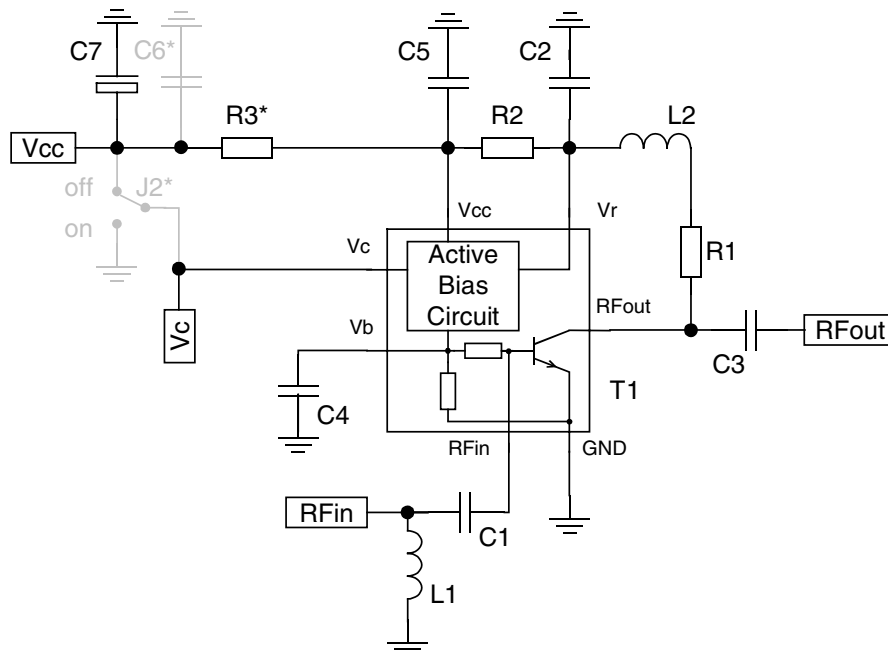 C7
C6*
C5
C2
R3*
R2
L2
Vcc
off
J2*
on
Vcc
Vr
Vc
Active
Bias
Circuit
R1
RFout
Vc
Vb
RFout
C3
C4
T1
RFin
GND
RFin
C1
L1